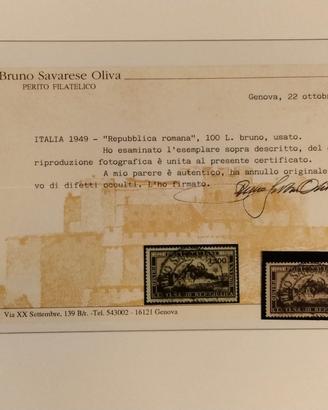 Bruno Savarese Oliva
PERITO FILATELICO
Genova, 22 ottobre
ITALIA 1949 - "Repubblica romana", 100 L. bruno, usato.
Ho esaminato l'esemplare sopra descritto, del
riproduzione fotografica è unita al presente certificato.
A mio parere è autentico, ha annullo originale
vo di difetti occulti. L'ho firmato.
Via XX Settembre, 139 B/r. -Tel. 543002 - 16121 Genova